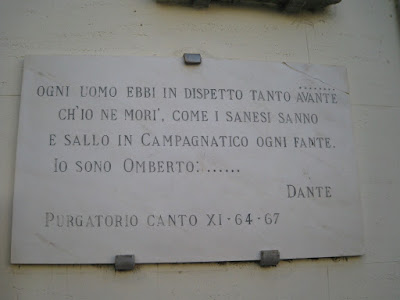 OGNI UOMO EBBI IN DISPETTO TANTO AVANTE
CH'IO NE MORI', COME I SANESI SANNO
E SALLO IN CAMPAGNATICO OGNI FANTE.
IO SONO OMBERTO:......
DANTE
PURGATORIO CANTO XI-64-67